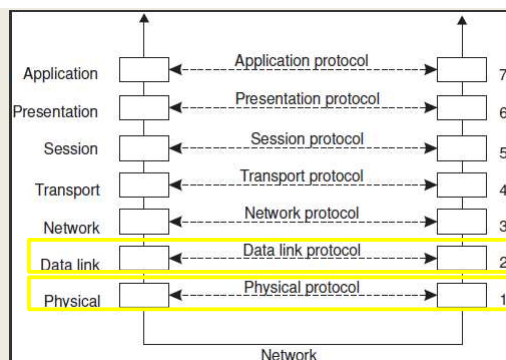 Application Application protocol 7
Presentation Presentation protocol 6
Session Session protocol 5
Transport Transport protocol 4
Network Network protocol 3
Data link Data link protocol 2
Physical Physical protocol 1
Network